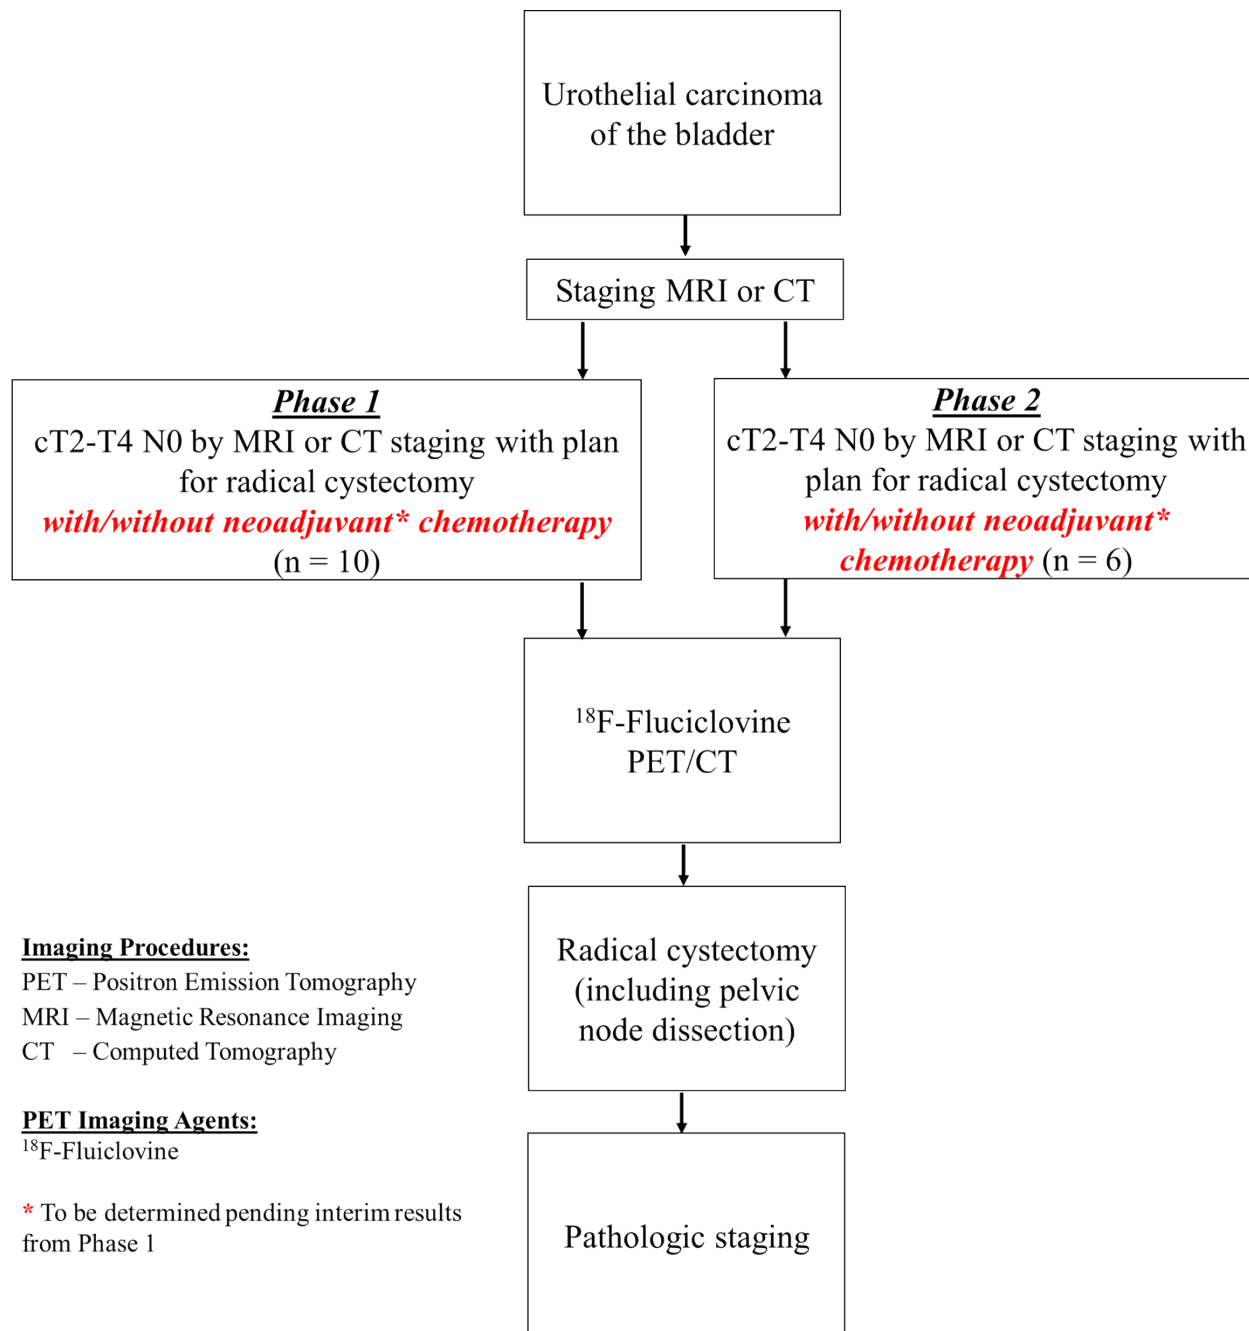 Urothelial carcinoma
of the bladder
Staging MRI or CT
Phase 1
cT2-T4 N0 by MRI or CT staging with plan
for radical cystectomy
with/without neoadjuvant* chemotherapy
(n = 10)
Phase 2
cT2-T4 N0 by MRI or CT staging with
plan for radical cystectomy
with/without neoadjuvant*
chemotherapy (n = 6)
18F-Fluciclovine
PET/CT
Radical cystectomy
(including pelvic
node dissection)
Pathologic staging
Imaging Procedures:
PET – Positron Emission Tomography
MRI – Magnetic Resonance Imaging
CT – Computed Tomography
PET Imaging Agents:
18F-Fluiclovine
* To be determined pending interim results
from Phase 1